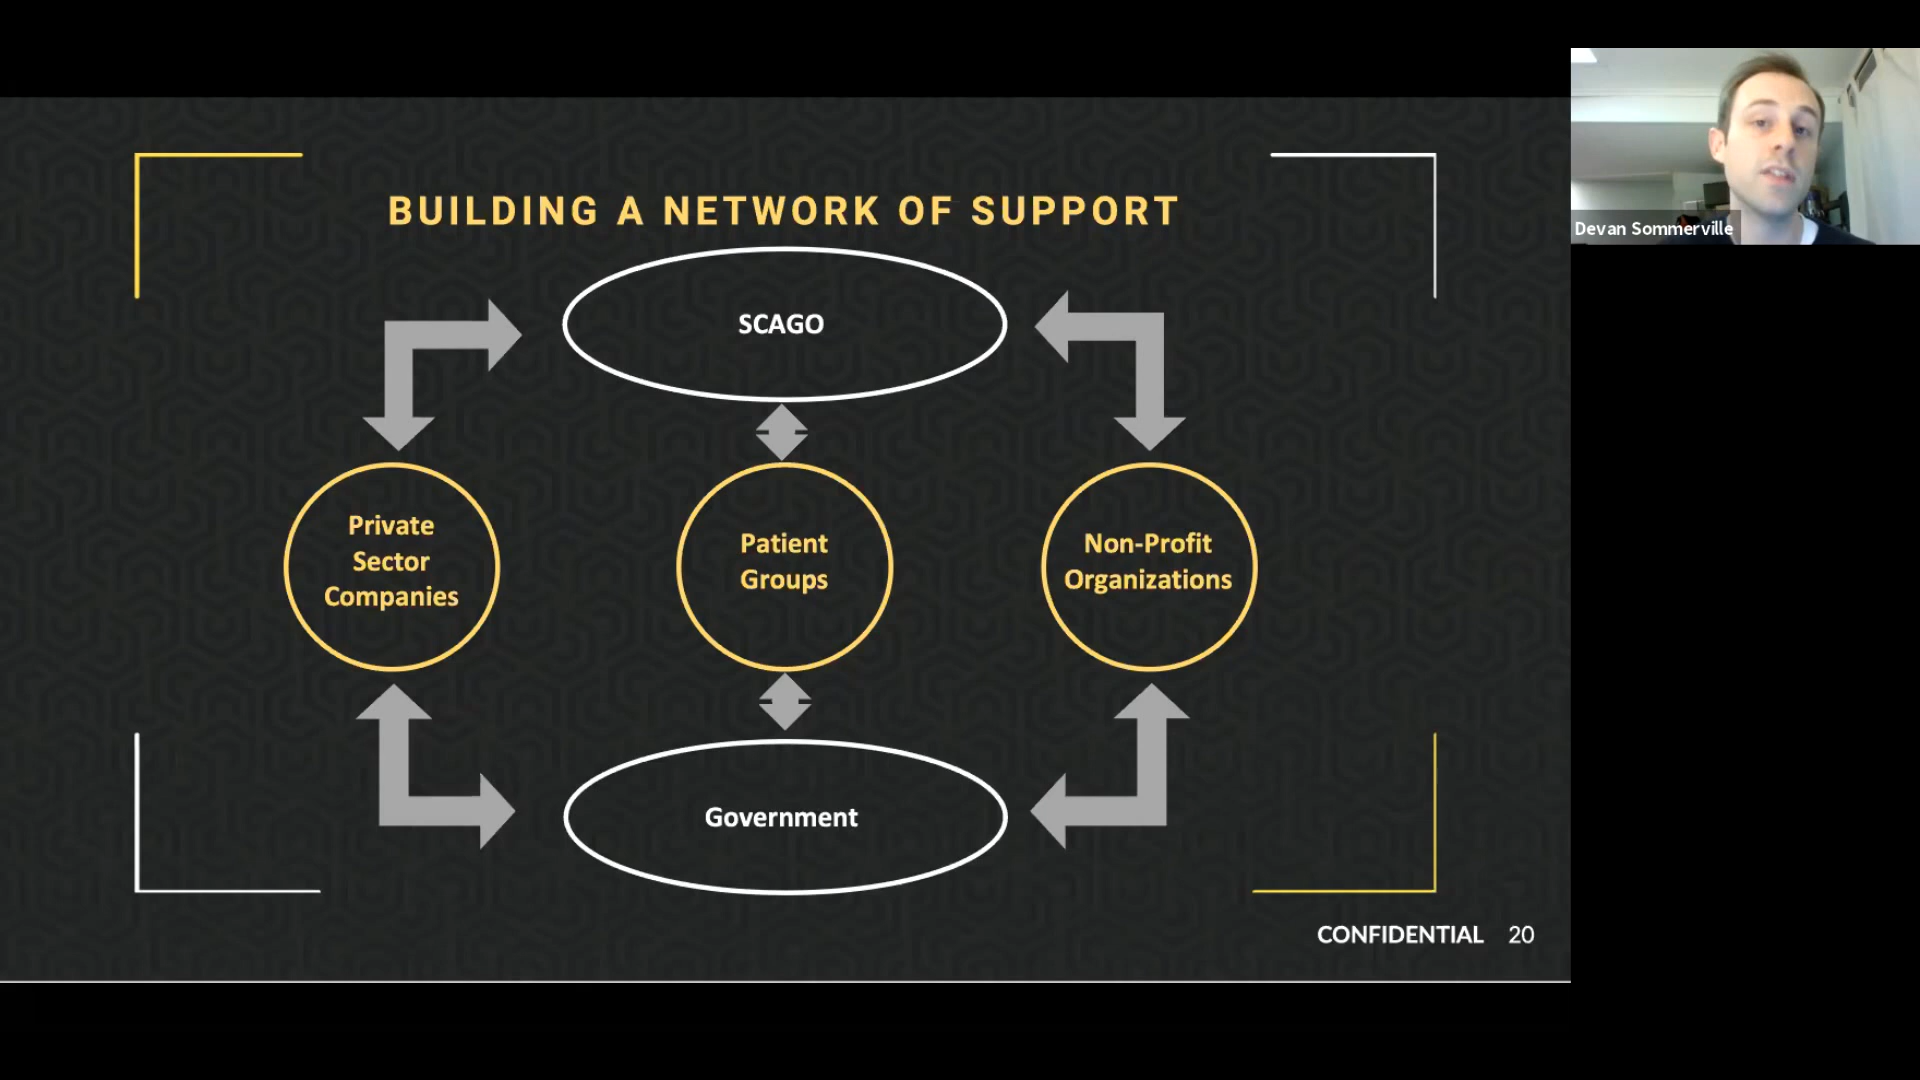 BUILDING A NETWORK OF SUPPORT
Devan Sommerville
SCAGO
Private
Sector
Companies
Patient
Groups
Non-Profit
Organizations
Government
CONFIDENTIAL 20